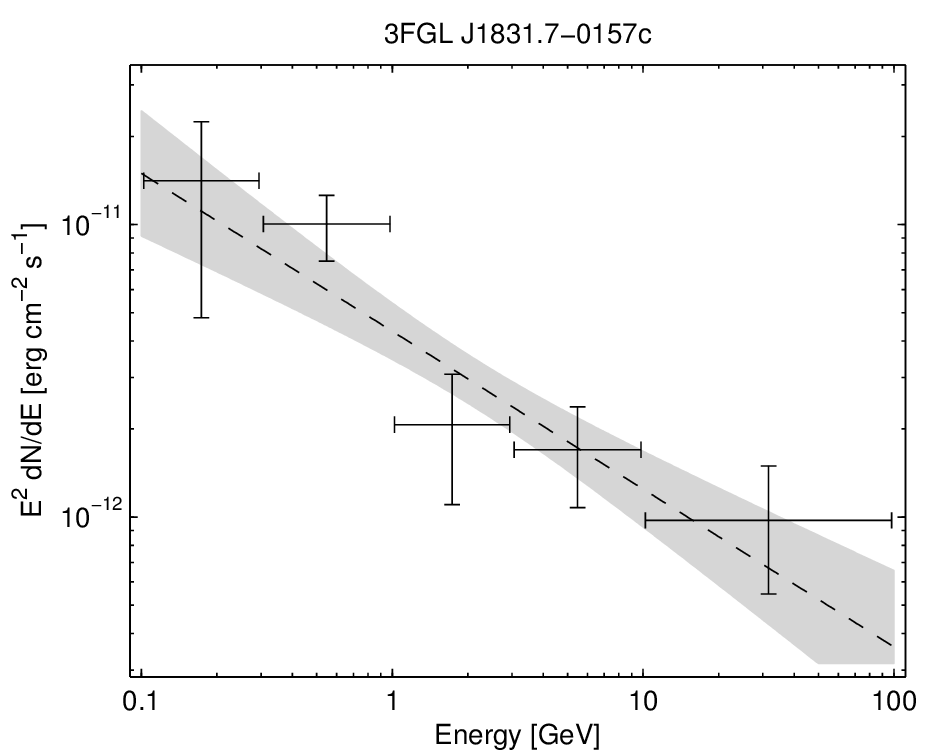 3FGL J1831.7−0157c
E² dN/dE [erg cm⁻² s⁻¹]
10⁻¹¹
10⁻¹²
0.1 1 10 100
Energy [GeV]